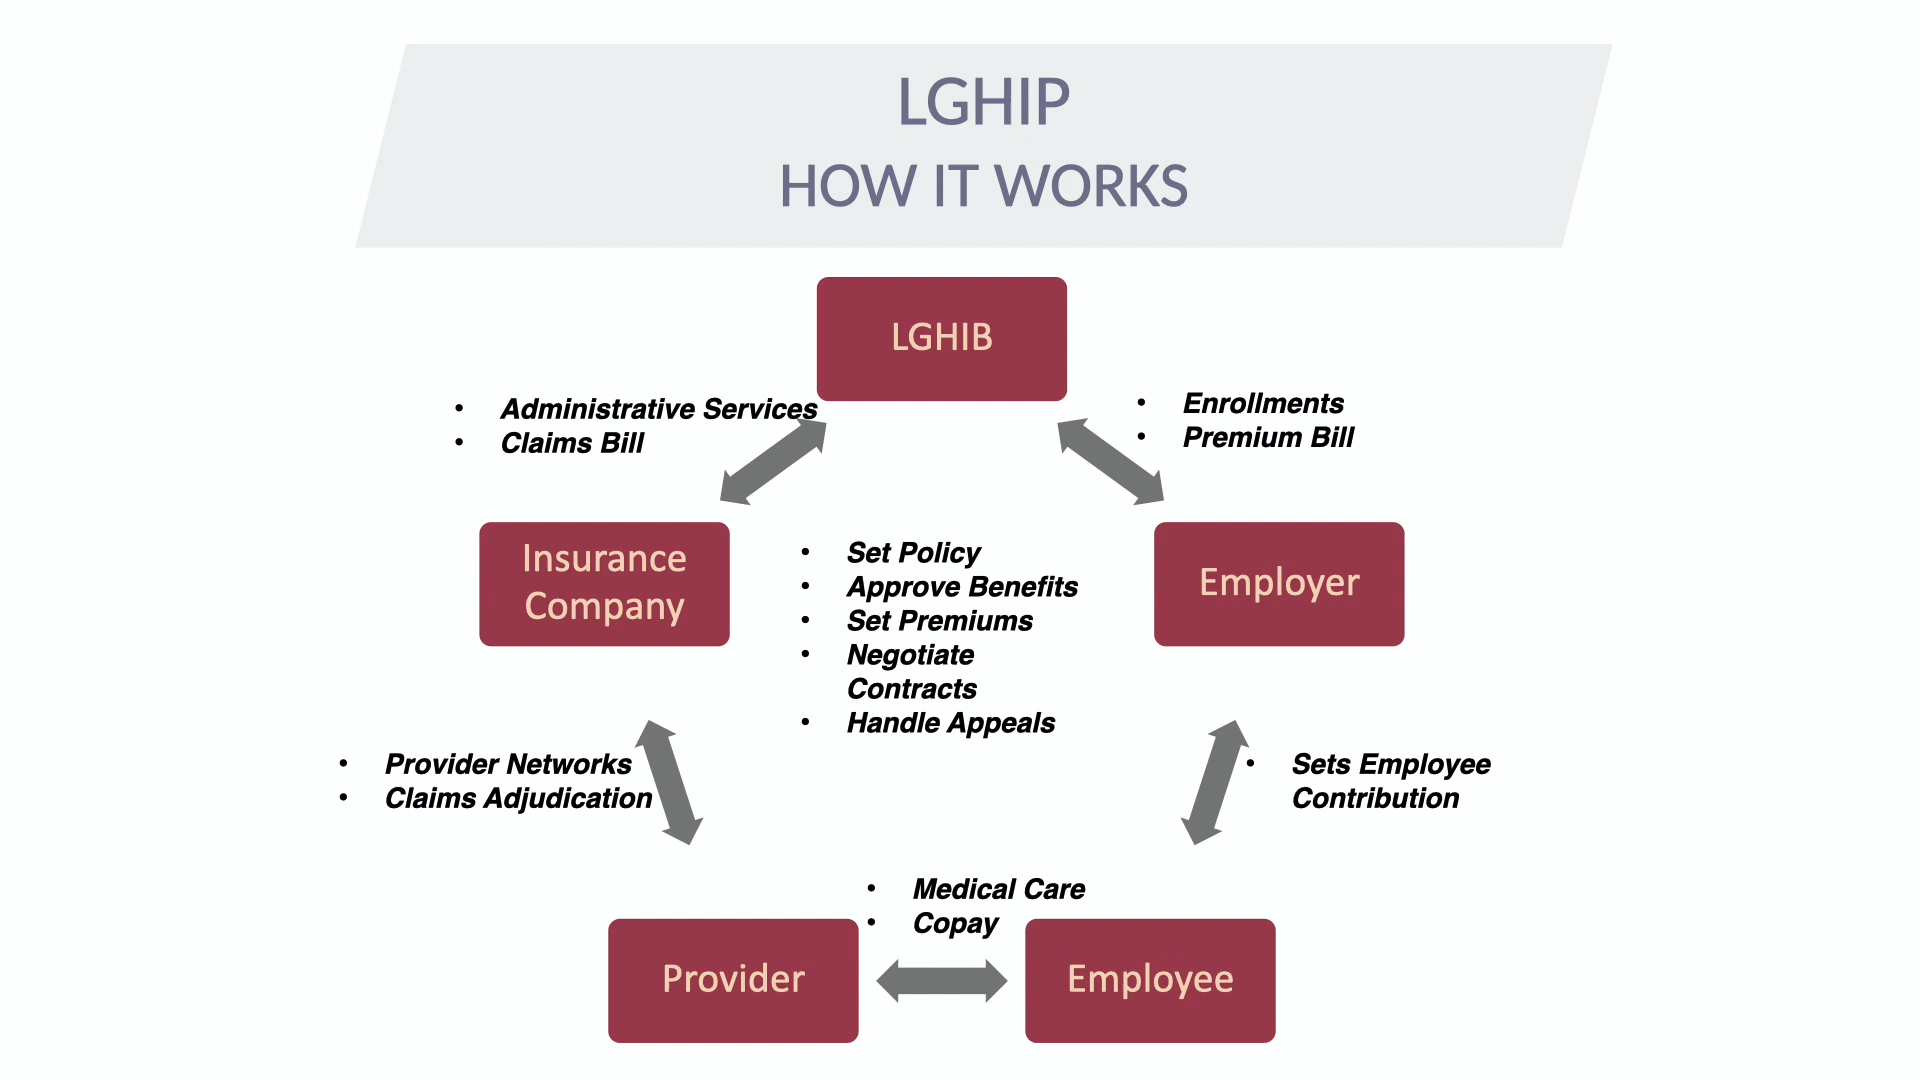 LGHIP
HOW IT WORKS
LGHIB
• Administrative Services
• Claims Bill
• Enrollments
• Premium Bill
Insurance
Company
• Set Policy
• Approve Benefits
• Set Premiums
• Negotiate
Contracts
• Handle Appeals
Employer
• Provider Networks
• Claims Adjudication
• Sets Employee
Contribution
• Medical Care
• Copay
Provider
Employee